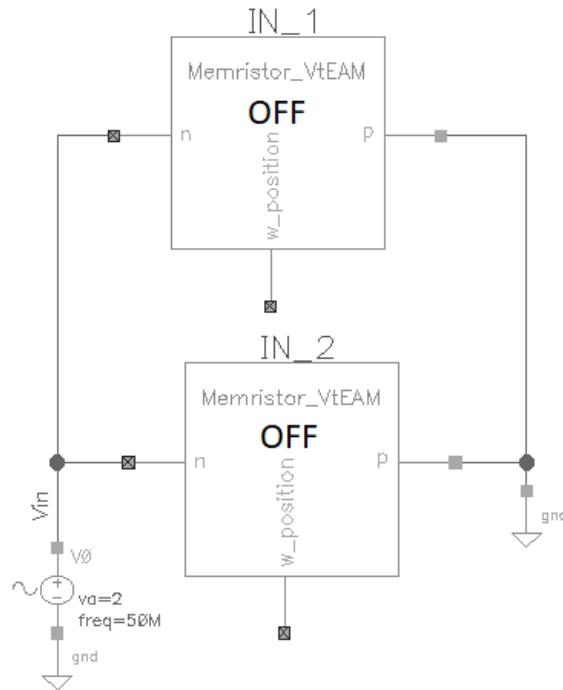 IN_1
Memristor_VtEAM
OFF
n
p
w_position
IN_2
Memristor_VtEAM
OFF
n
p
w_position
Vin
gnd
V0
va=2
freq=50M
gnd